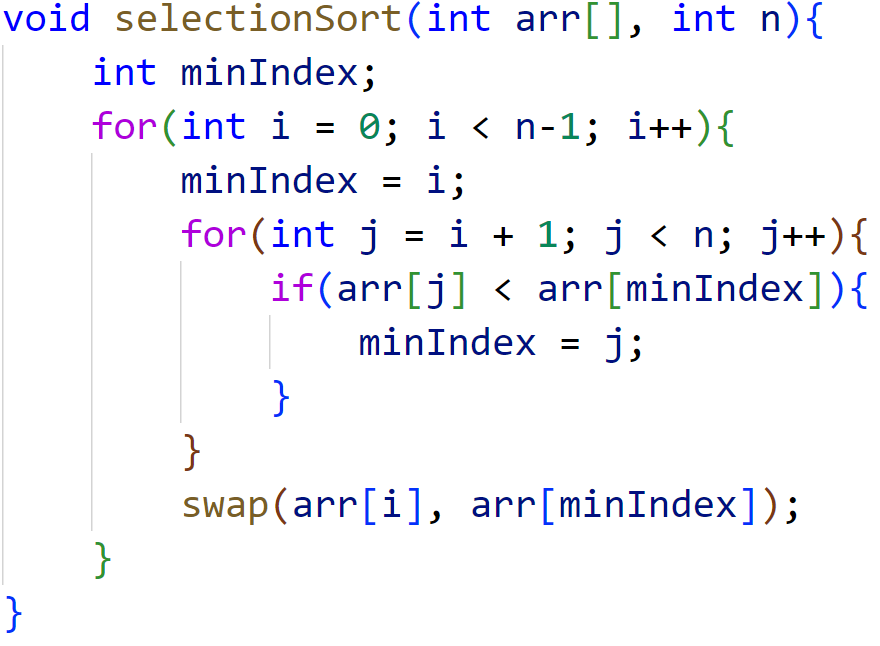 void selectionSort(int arr[], int n){
    int minIndex;
    for(int i = 0; i < n-1; i++){
        minIndex = i;
        for(int j = i + 1; j < n; j++){
            if(arr[j] < arr[minIndex]){
                minIndex = j;
            }
        }
        swap(arr[i], arr[minIndex]);
    }
}